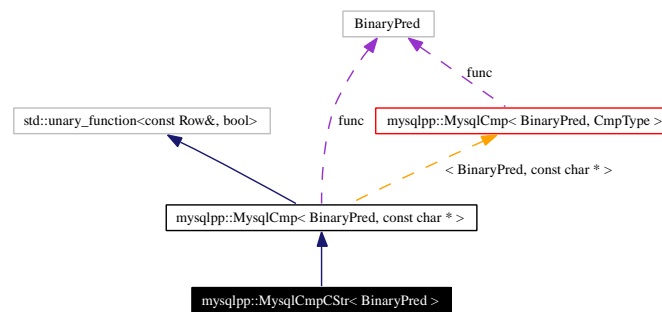 BinaryPred
func
std::unary_function<const Row&, bool>
func
mysqlpp::MysqlCmp< BinaryPred, CmpType >
< BinaryPred, const char * >
mysqlpp::MysqlCmp< BinaryPred, const char * >
mysqlpp::MysqlCmpCStr< BinaryPred >